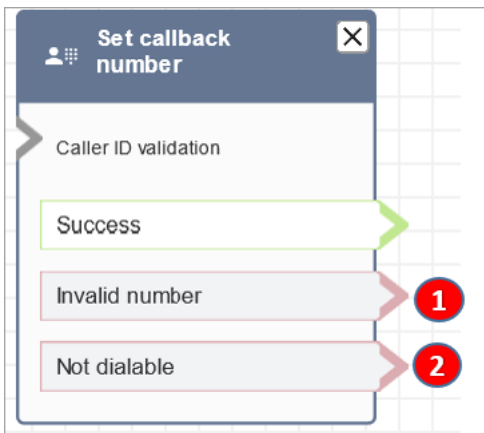 Set callback
number
Caller ID validation
Success
Invalid number
1
Not dialable
2